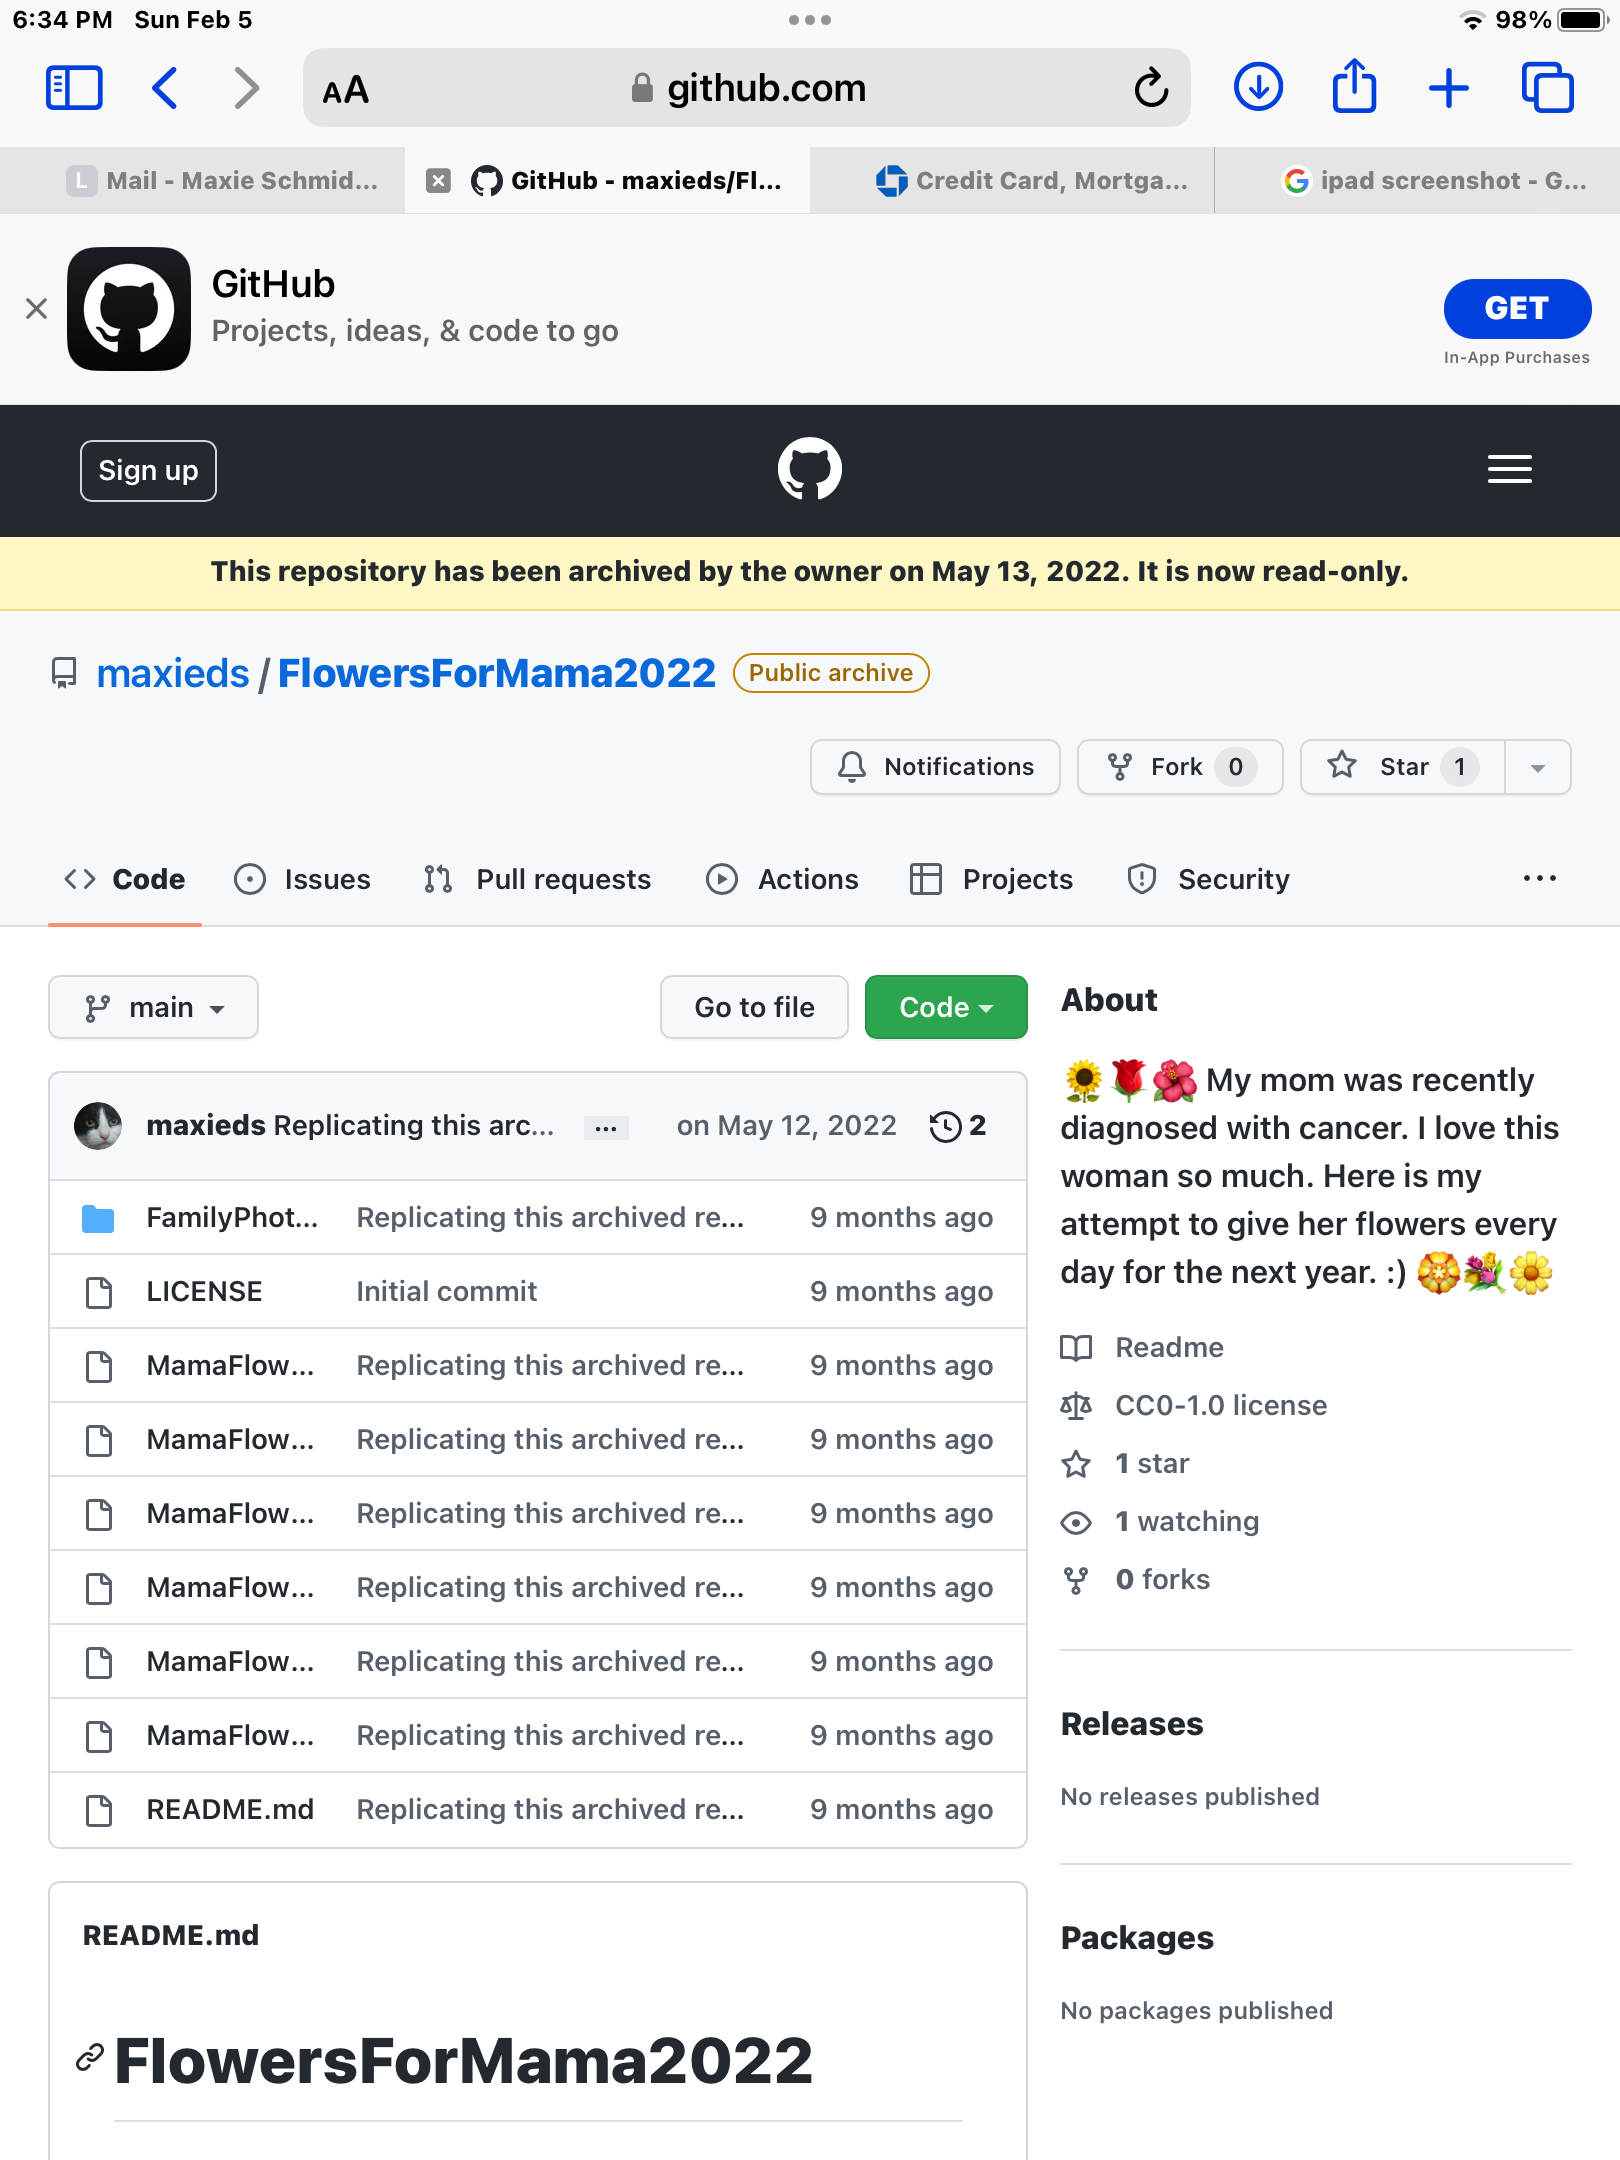 6:34 PM Sun Feb 5 98%
AA github.com
L Mail - Maxie Schmid... GitHub - maxieds/Fl... Credit Card, Mortga... ipad screenshot - G...
GitHub
Projects, ideas, & code to go
GET
In-App Purchases
Sign up
This repository has been archived by the owner on May 13, 2022. It is now read-only.
maxieds / FlowersForMama2022 Public archive
Notifications Fork 0 Star 1
Code Issues Pull requests Actions Projects Security ...
main Go to file Code
maxieds Replicating this arc... ... on May 12, 2022 2
FamilyPhot... Replicating this archived re... 9 months ago
LICENSE Initial commit 9 months ago
MamaFlow... Replicating this archived re... 9 months ago
MamaFlow... Replicating this archived re... 9 months ago
MamaFlow... Replicating this archived re... 9 months ago
MamaFlow... Replicating this archived re... 9 months ago
MamaFlow... Replicating this archived re... 9 months ago
MamaFlow... Replicating this archived re... 9 months ago
README.md Replicating this archived re... 9 months ago
README.md
FlowersForMama2022
About
🌻🌹🌺 My mom was recently
diagnosed with cancer. I love this
woman so much. Here is my
attempt to give her flowers every
day for the next year. :) 🏵️💐🌼
Readme
CC0-1.0 license
1 star
1 watching
0 forks
Releases
No releases published
Packages
No packages published